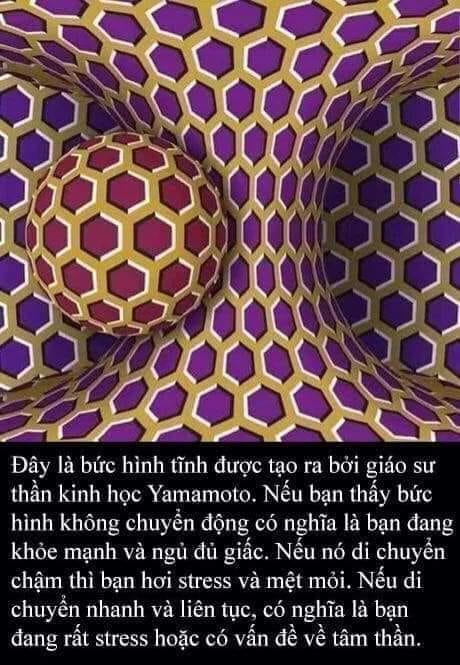 Đây là bức hình tĩnh được tạo ra bởi giáo sư
thần kinh học Yamamoto. Nếu bạn thấy bức
hình không chuyển động có nghĩa là bạn đang
khỏe mạnh và ngủ đủ giấc. Nếu nó di chuyển
chậm thì bạn hơi stress và mệt mỏi. Nếu di
chuyển nhanh và liên tục, có nghĩa là bạn
đang rất stress hoặc có vấn đề về tâm thần.